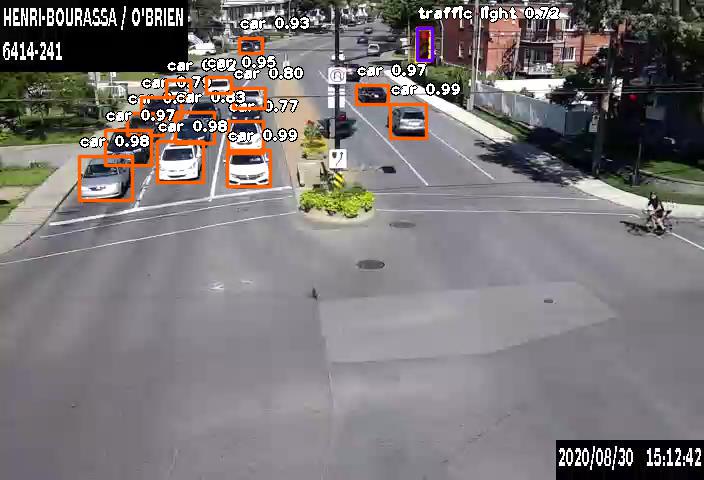 HENRI-BOURASSA / O'BRIEN
6414-241
car 0.93
traffic light 0.72
car 0.95
car 0.80
car 0.97
car 0.99
car 0.83
0.77
car 0.97
car 0.98
car 0.98
car 0.99
2020/08/30 15:12:42